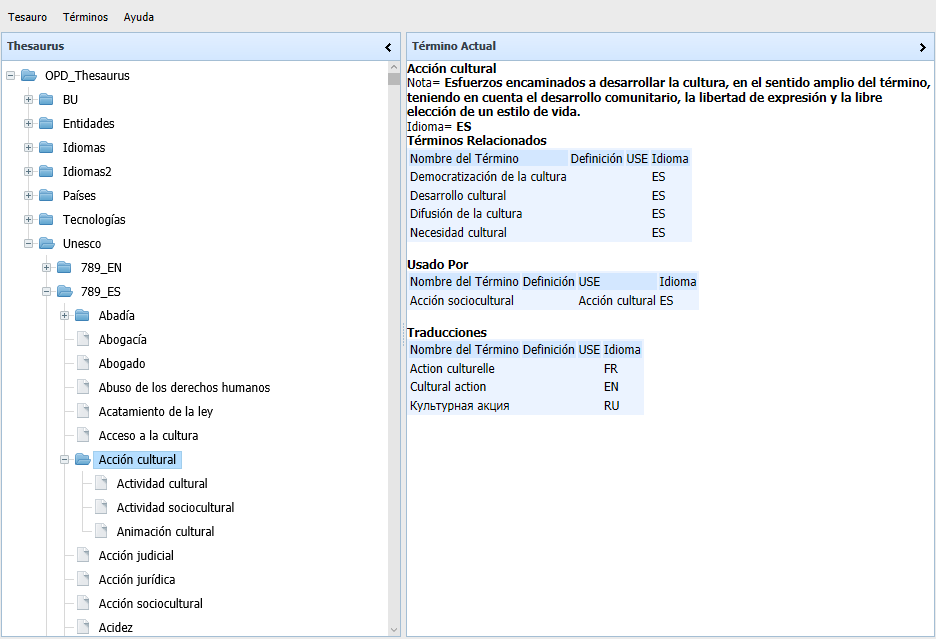 Tesauro Términos Ayuda
Thesaurus
OPD_Thesaurus
BU
Entidades
Idiomas
Idiomas2
Países
Tecnologías
Unesco
789_EN
789_ES
Abadía
Abogacía
Abogado
Abuso de los derechos humanos
Acatamiento de la ley
Acceso a la cultura
Acción cultural
Actividad cultural
Actividad sociocultural
Animación cultural
Acción judicial
Acción jurídica
Acción sociocultural
Acidez
Término Actual
Acción cultural
Nota= Esfuerzos encaminados a desarrollar la cultura, en el sentido amplio del término,
teniendo en cuenta el desarrollo comunitario, la libertad de expresión y la libre
elección de un estilo de vida.
Idioma= ES
Términos Relacionados
Nombre del Término Definición USE Idioma
Democratización de la cultura ES
Desarrollo cultural ES
Difusión de la cultura ES
Necesidad cultural ES
Usado Por
Nombre del Término Definición USE Idioma
Acción sociocultural Acción cultural ES
Traducciones
Nombre del Término Definición USE Idioma
Action culturelle FR
Cultural action EN
Культурная акция RU